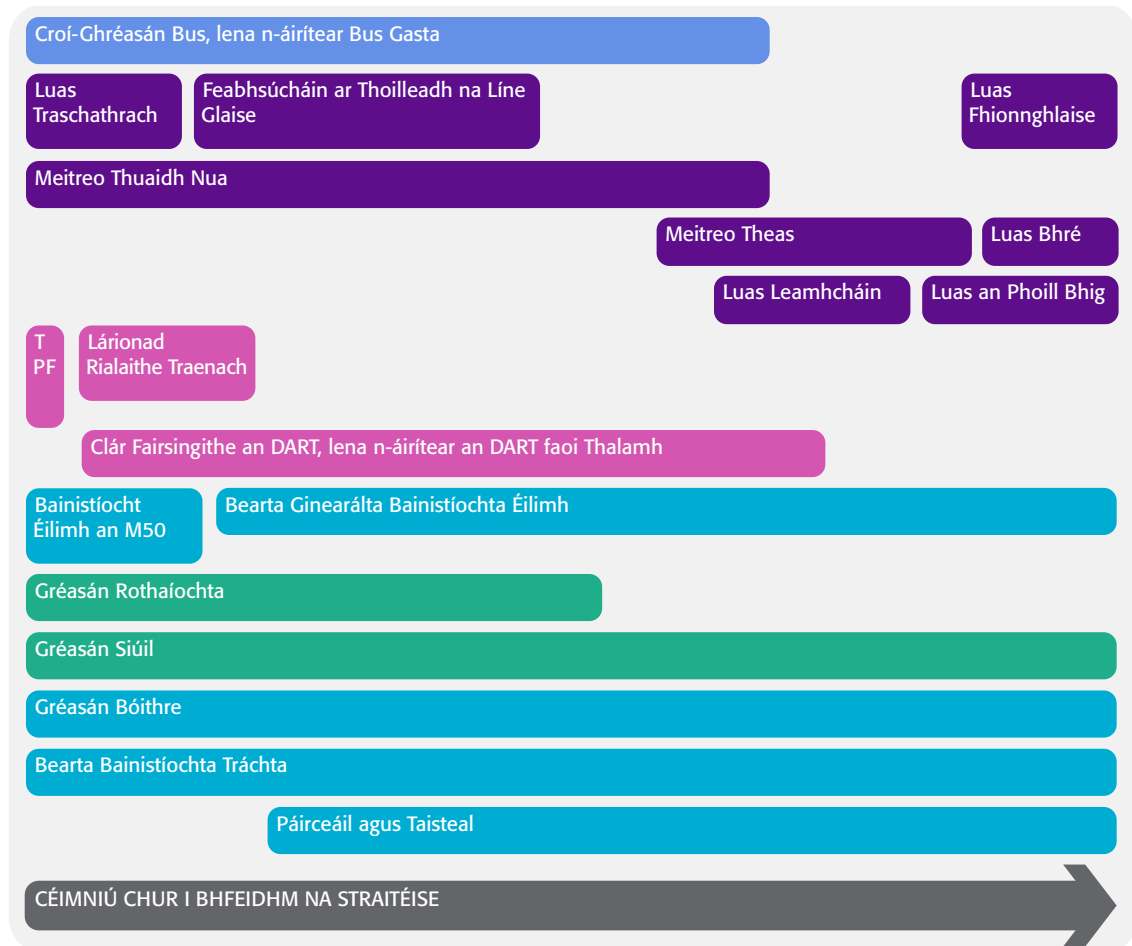 Croí-Ghréasán Bus, lena n-áirítear Bus Gasta
Luas
Traschathrach
Feabhsúcháin ar Thoilleadh na Líne
Glaise
Luas
Fhionnghlaise
Meitreo Thuaidh Nua
Meitreo Theas
Luas Bhré
Luas Leamhcháin
Luas an Phoill Bhig
T
PF
Lárionad
Rialaithe Traenach
Clár Fairsingithe an DART, lena n-áirítear an DART faoi Thalamh
Bainistíocht
Éilimh an M50
Bearta Ginearálta Bainistíochta Éilimh
Gréasán Rothaíochta
Gréasán Siúil
Gréasán Bóithre
Bearta Bainistíochta Tráchta
Páirceáil agus Taisteal
CÉIMNIÚ CHUR I BHFEIDHM NA STRAITÉISE